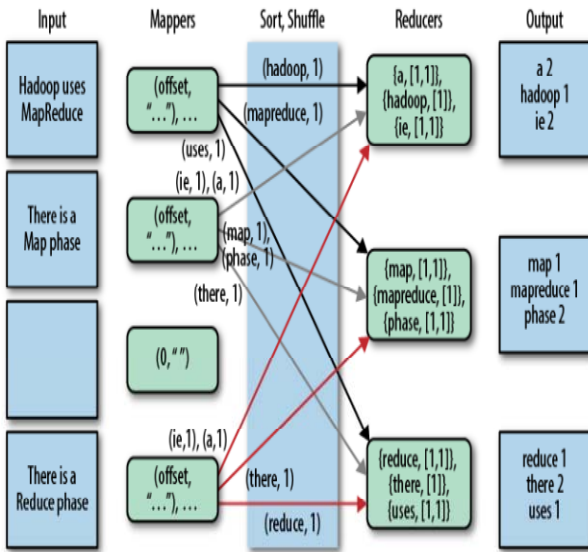 Input
Mappers
Sort, Shuffle
Reducers
Output
Hadoop uses
MapReduce
(offset,
“...”), ...
(hadoop, 1)
(mapreduce, 1)
(uses, 1)
{a, [1,1]},
{hadoop, [1]},
{ie, [1,1]}
a 2
hadoop 1
ie 2
There is a
Map phase
(offset,
“...”), ...
(ie, 1), (a, 1)
(map, 1),
(phase, 1)
(there, 1)
{map, [1,1]},
{mapreduce, [1]},
{phase, [1,1]}
map 1
mapreduce 1
phase 2
(0, “ ”)
There is a
Reduce phase
(offset,
“...”), ...
(ie,1), (a,1)
(there, 1)
(reduce, 1)
{reduce, [1,1]},
{there, [1]},
{uses, [1,1]}
reduce 1
there 2
uses 1